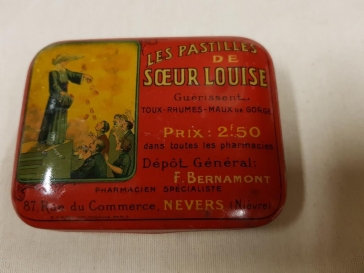 LES PASTILLES
DE
SŒUR LOUISE
Guérissent:
TOUX-RHUMES-MAUX DE GORGE
PRIX: 2f50
dans toutes les pharmacies
Dépôt Général:
F. BERNAMONT
PHARMACIEN SPÉCIALISTE
87, Rue du Commerce, NEVERS (Nièvre)